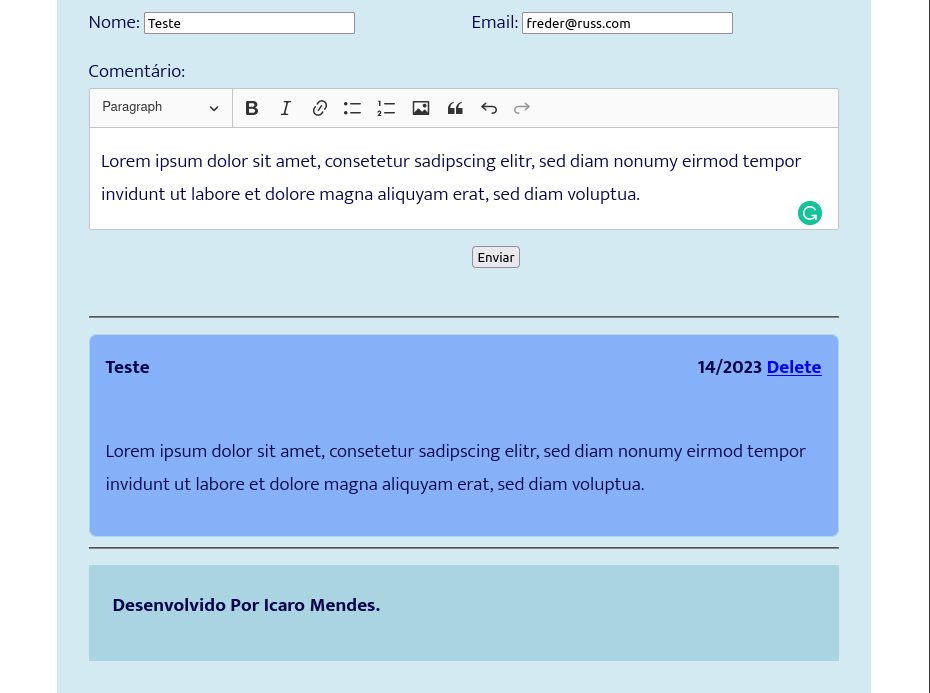 Nome: Teste Email: freder@russ.com
Comentário:
Paragraph
Lorem ipsum dolor sit amet, consetetur sadipscing elitr, sed diam nonumy eirmod tempor
invidunt ut labore et dolore magna aliquyam erat, sed diam voluptua.
Enviar
Teste 14/2023 Delete
Lorem ipsum dolor sit amet, consetetur sadipscing elitr, sed diam nonumy eirmod tempor
invidunt ut labore et dolore magna aliquyam erat, sed diam voluptua.
Desenvolvido Por Icaro Mendes.